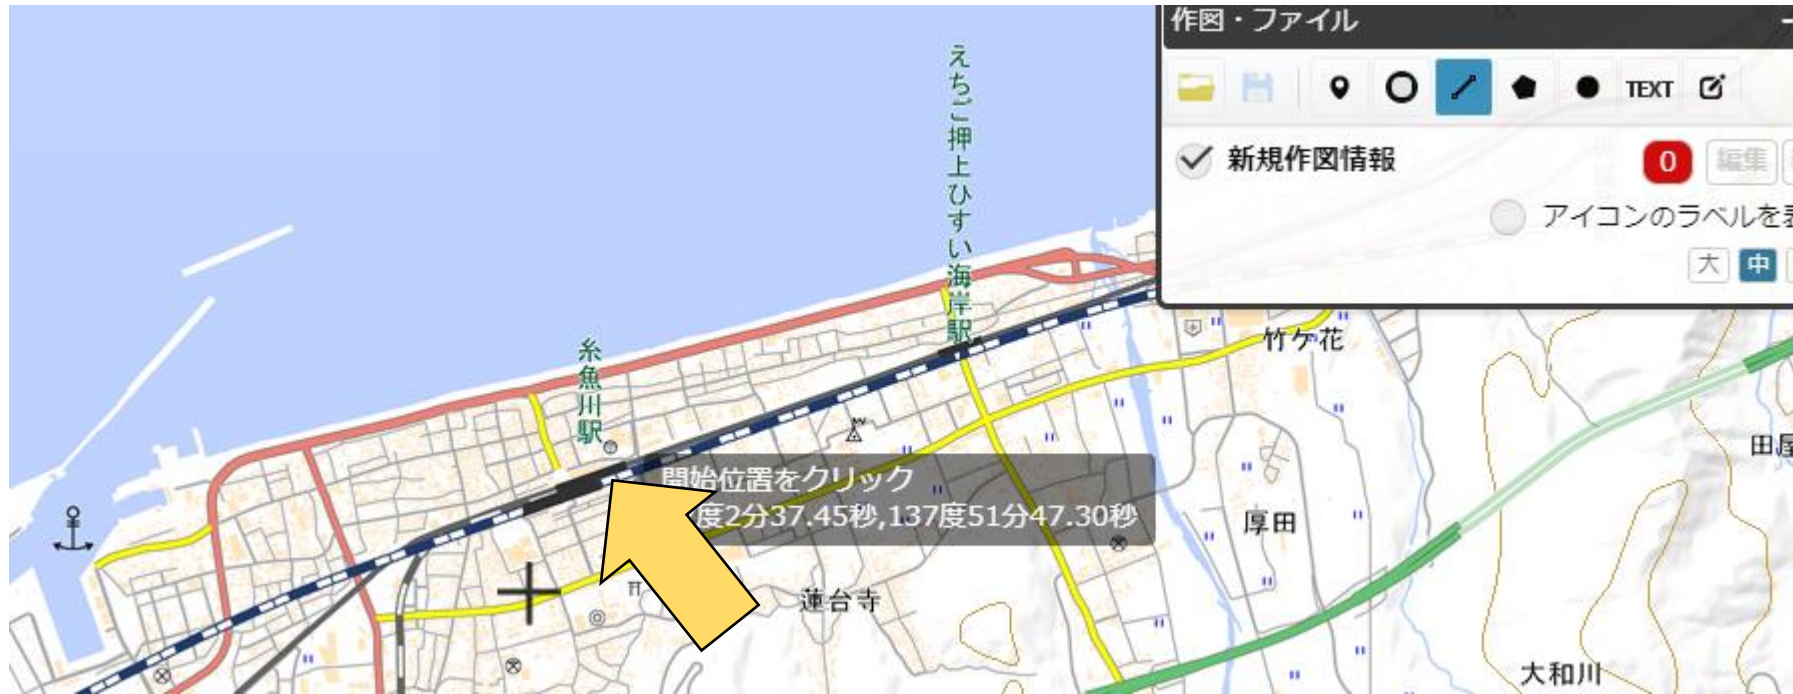 作図・ファイル
TEXT
新規作図情報
0
編集
アイコンのラベルを
大
中
えちご押上ひすい海岸駅
糸魚川駅
竹ケ花
開始位置をクリック
度2分37.45秒,137度51分47.30秒
厚田
蓮台寺
大和川